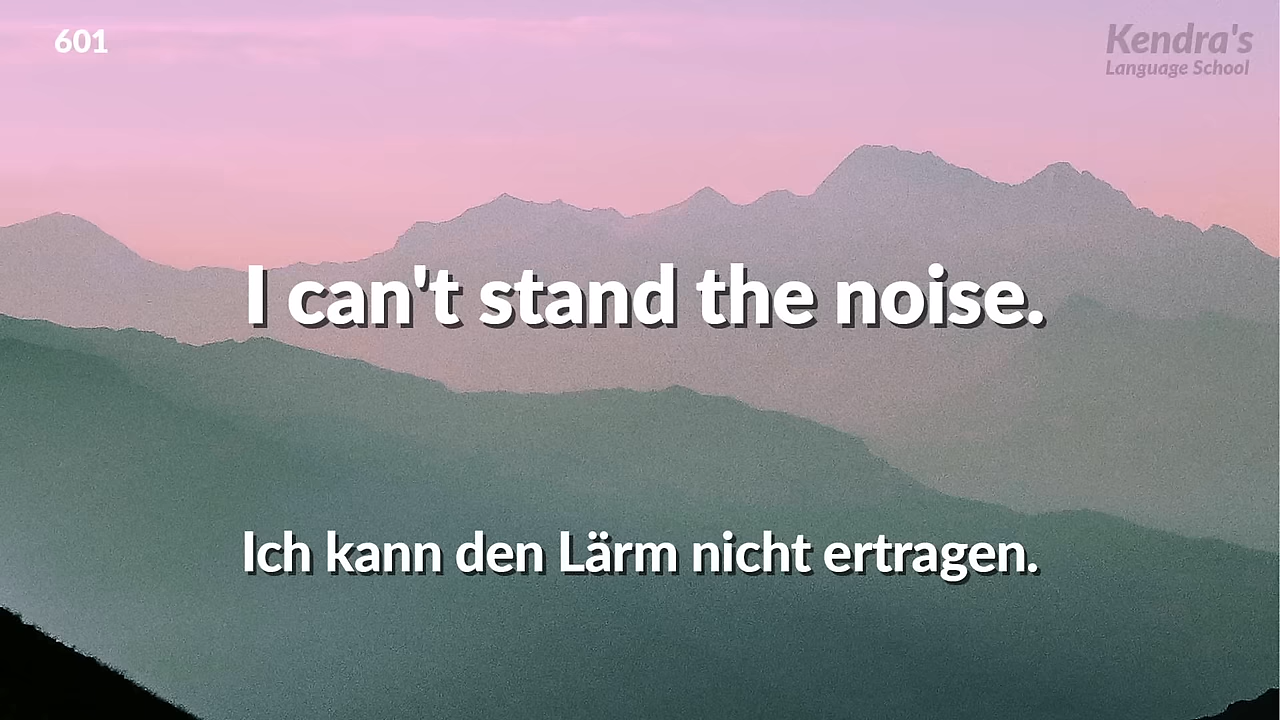 601
Kendra's
Language School
I can't stand the noise.
Ich kann den Lärm nicht ertragen.